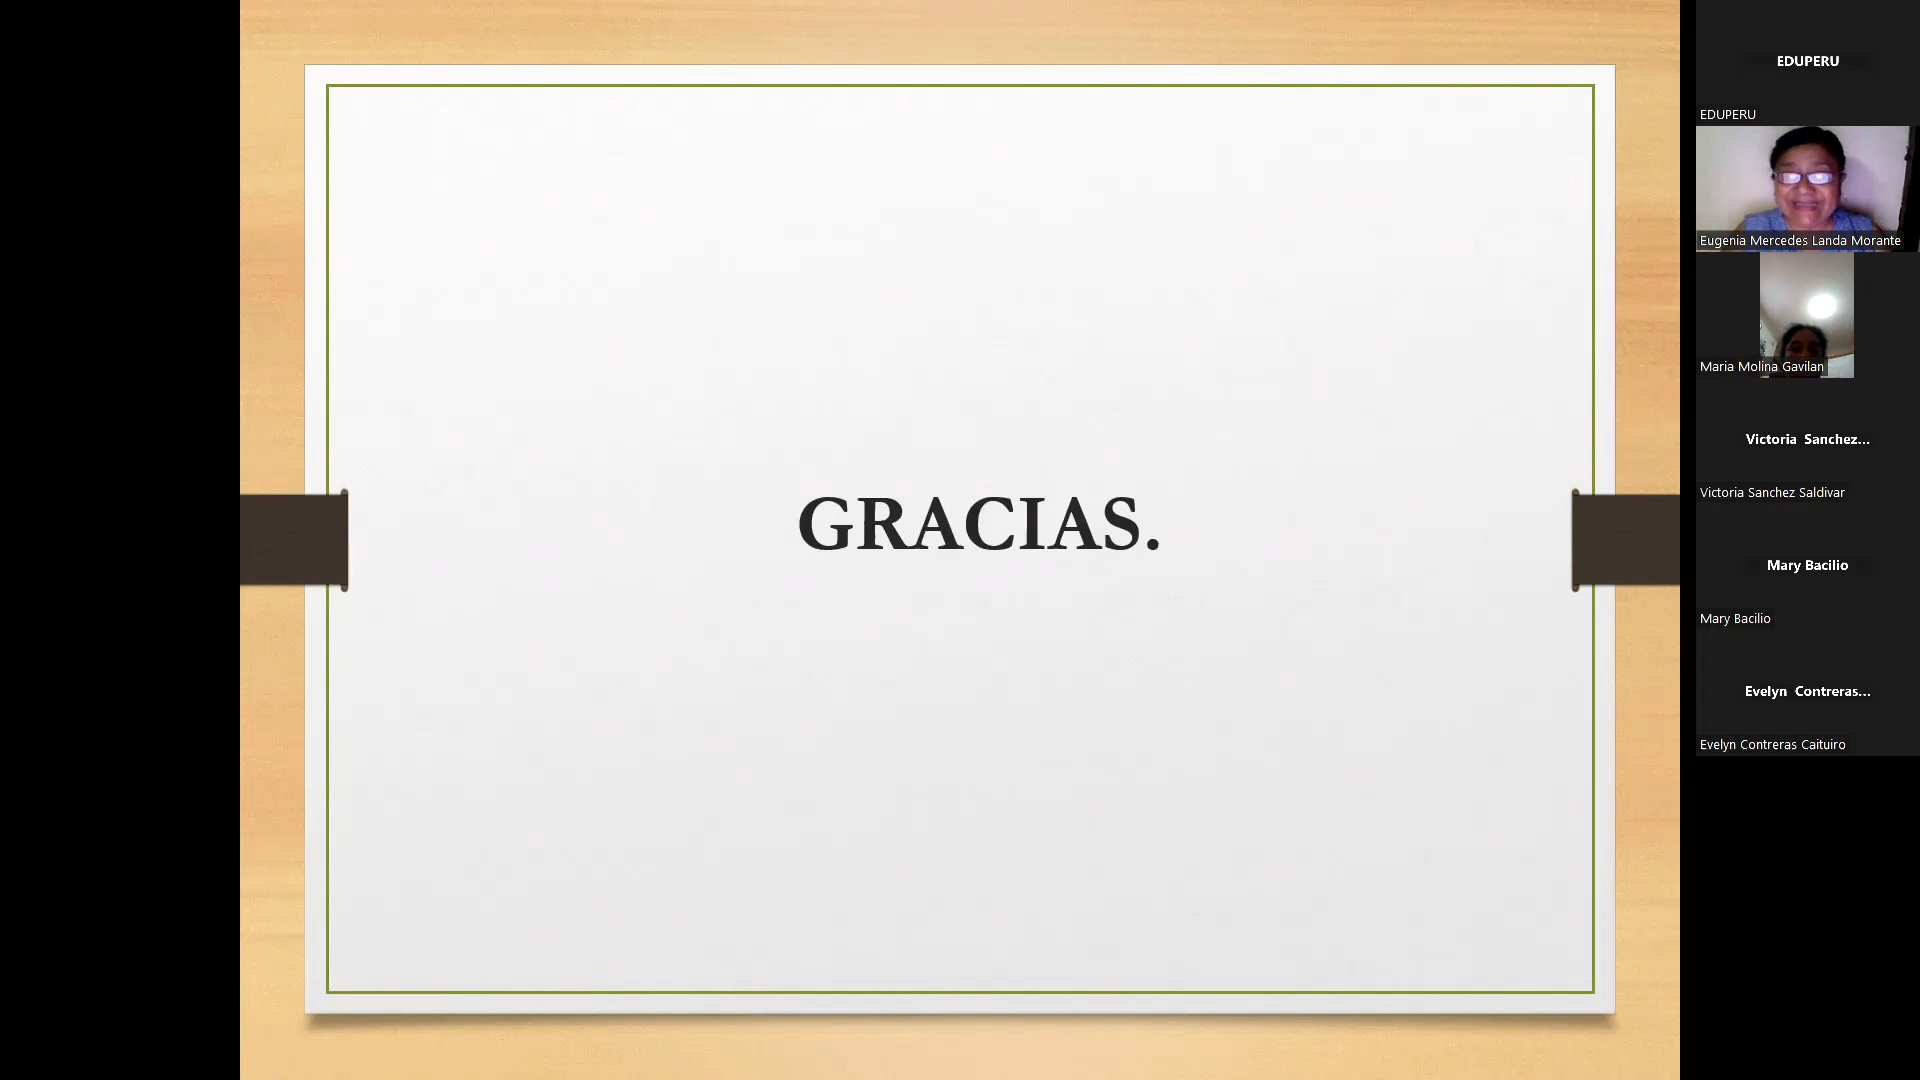 GRACIAS.
EDUPERU
EDUPERU
Eugenia Mercedes Landa Morante
Maria Molina Gavilan
Victoria Sanchez...
Victoria Sanchez Saldivar
Mary Bacilio
Mary Bacilio
Evelyn Contreras...
Evelyn Contreras Caituiro